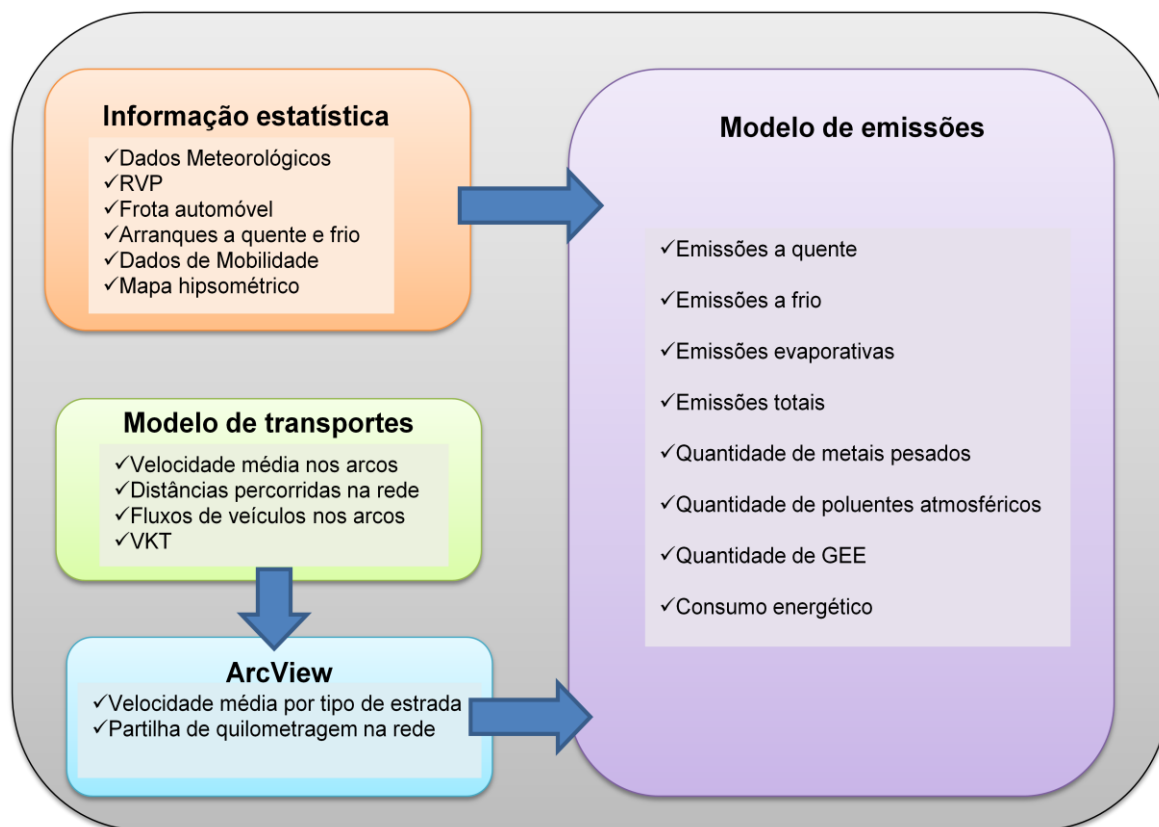 Informação estatística
✓Dados Meteorológicos
✓RVP
✓Frota automóvel
✓Arranques a quente e frio
✓Dados de Mobilidade
✓Mapa hipsométrico
Modelo de transportes
✓Velocidade média nos arcos
✓Distâncias percorridas na rede
✓Fluxos de veículos nos arcos
✓VKT
ArcView
✓Velocidade média por tipo de estrada
✓Partilha de quilometragem na rede
Modelo de emissões
✓Emissões a quente
✓Emissões a frio
✓Emissões evaporativas
✓Emissões totais
✓Quantidade de metais pesados
✓Quantidade de poluentes atmosféricos
✓Quantidade de GEE
✓Consumo energético